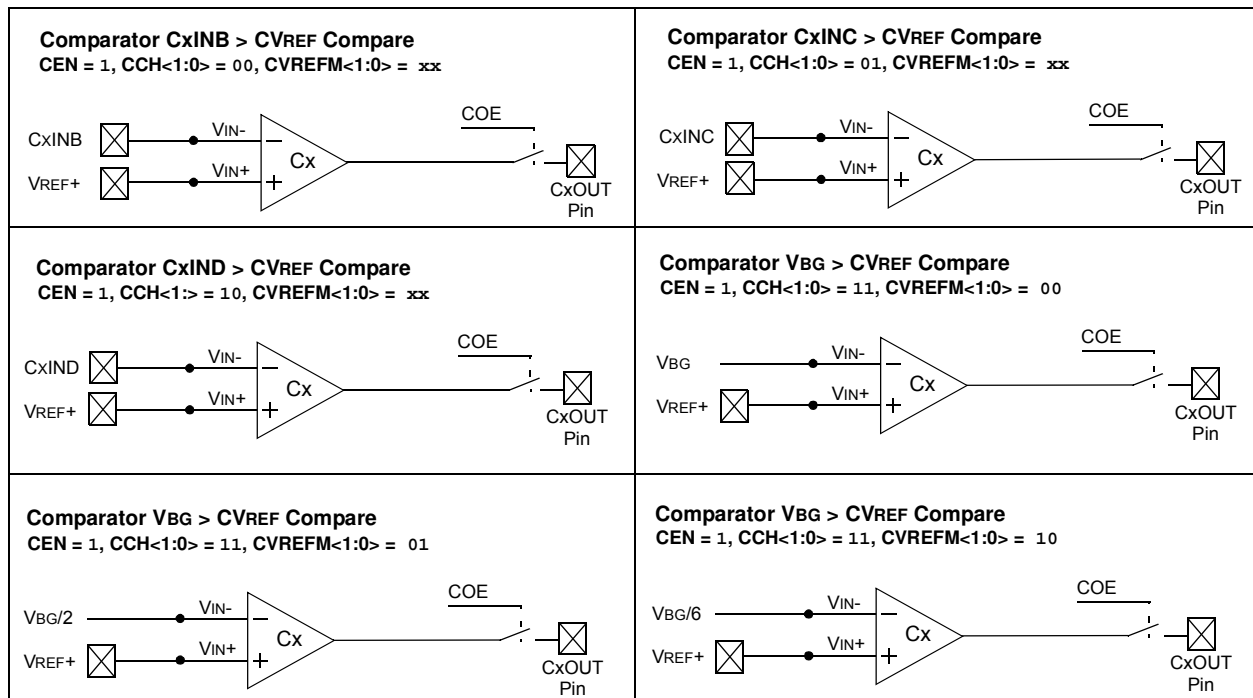 Comparator CxINB > CVREF Compare
CEN = 1, CCH<1:0> = 00, CVREFM<1:0> = xx
COE
CxINB
VIN-
VREF+
VIN+
Cx
CxOUT
Pin
Comparator CxINC > CVREF Compare
CEN = 1, CCH<1:0> = 01, CVREFM<1:0> = xx
COE
CxINC
VIN-
VREF+
VIN+
Cx
CxOUT
Pin
Comparator CxIND > CVREF Compare
CEN = 1, CCH<1:> = 10, CVREFM<1:0> = xx
COE
CxIND
VIN-
VREF+
VIN+
Cx
CxOUT
Pin
Comparator VBG > CVREF Compare
CEN = 1, CCH<1:0> = 11, CVREFM<1:0> = 00
COE
VBG
VIN-
VREF+
VIN+
Cx
CxOUT
Pin
Comparator VBG > CVREF Compare
CEN = 1, CCH<1:0> = 11, CVREFM<1:0> = 01
COE
VBG/2
VIN-
VREF+
VIN+
Cx
CxOUT
Pin
Comparator VBG > CVREF Compare
CEN = 1, CCH<1:0> = 11, CVREFM<1:0> = 10
COE
VBG/6
VIN-
VREF+
VIN+
Cx
CxOUT
Pin